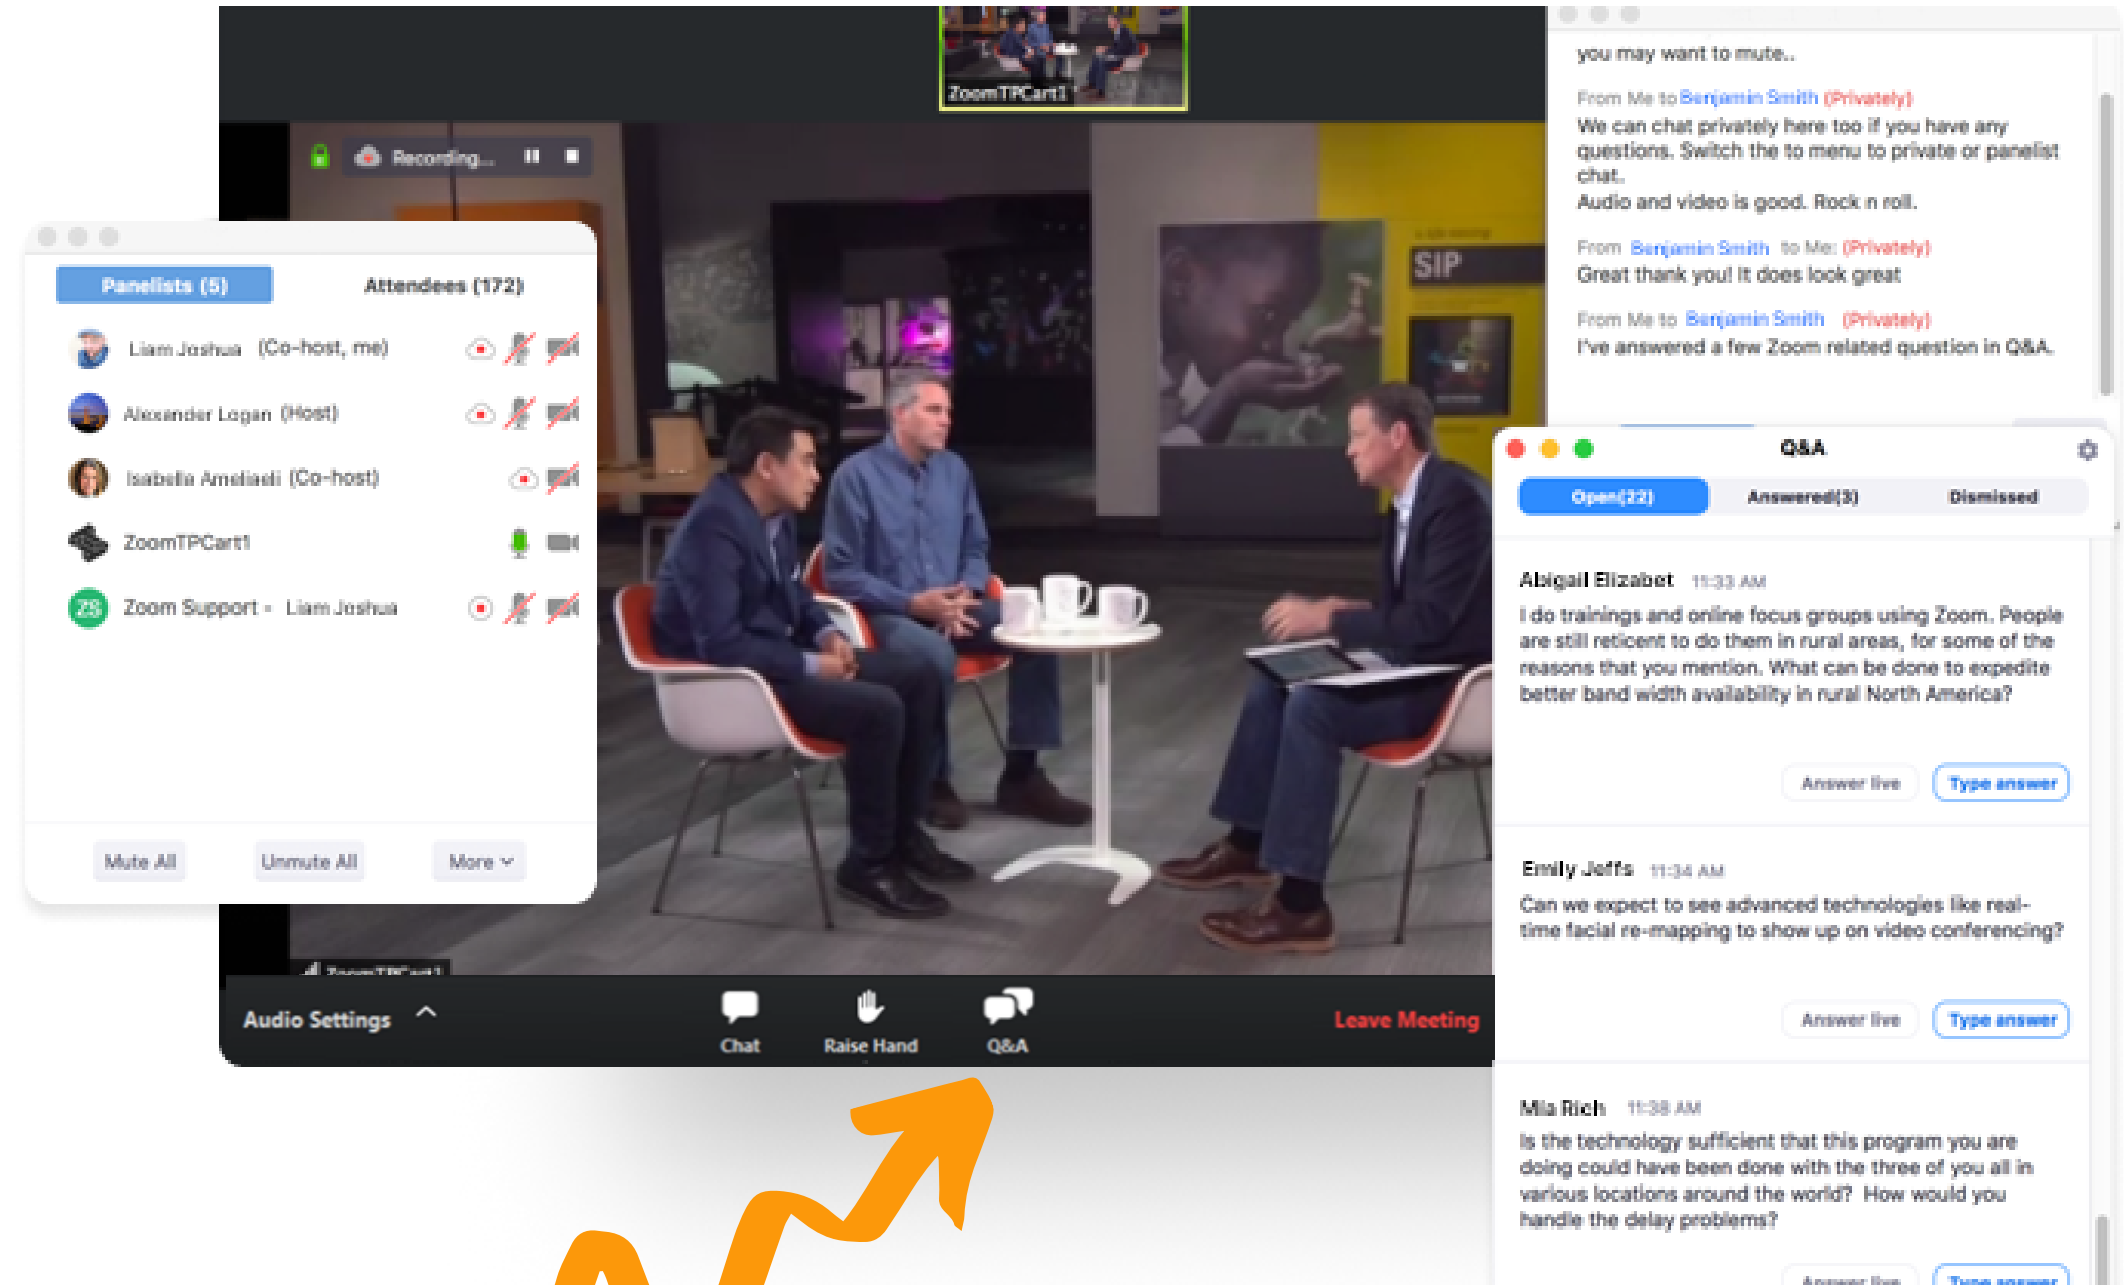 ZoomTPCart1
Recording...
SIP
Panelists (5)
Attendees (172)
Liam Joshua (Co-host, me)
Alexander Logan (Host)
Isabella Ameliaeli (Co-host)
ZoomTPCart1
ZS Zoom Support - Liam Joshua
Mute All
Unmute All
More
ZoomTPCart1
Audio Settings
Chat
Raise Hand
Q&A
Leave Meeting
you may want to mute..
From Me to Benjamin Smith (Privately)
We can chat privately here too if you have any
questions. Switch the to menu to private or panelist
chat.
Audio and video is good. Rock n roll.
From Benjamin Smith to Me: (Privately)
Great thank you! It does look great
From Me to Benjamin Smith (Privately)
I've answered a few Zoom related question in Q&A.
Q&A
Open(22)
Answered(3)
Dismissed
Abigail Elizabet 11:33 AM
I do trainings and online focus groups using Zoom. People
are still reticent to do them in rural areas, for some of the
reasons that you mention. What can be done to expedite
better band width availability in rural North America?
Answer live
Type answer
Emily Jeffs 11:34 AM
Can we expect to see advanced technologies like real-
time facial re-mapping to show up on video conferencing?
Answer live
Type answer
Mia Rich 11:38 AM
Is the technology sufficient that this program you are
doing could have been done with the three of you all in
various locations around the world? How would you
handle the delay problems?
Answer live
Type answer